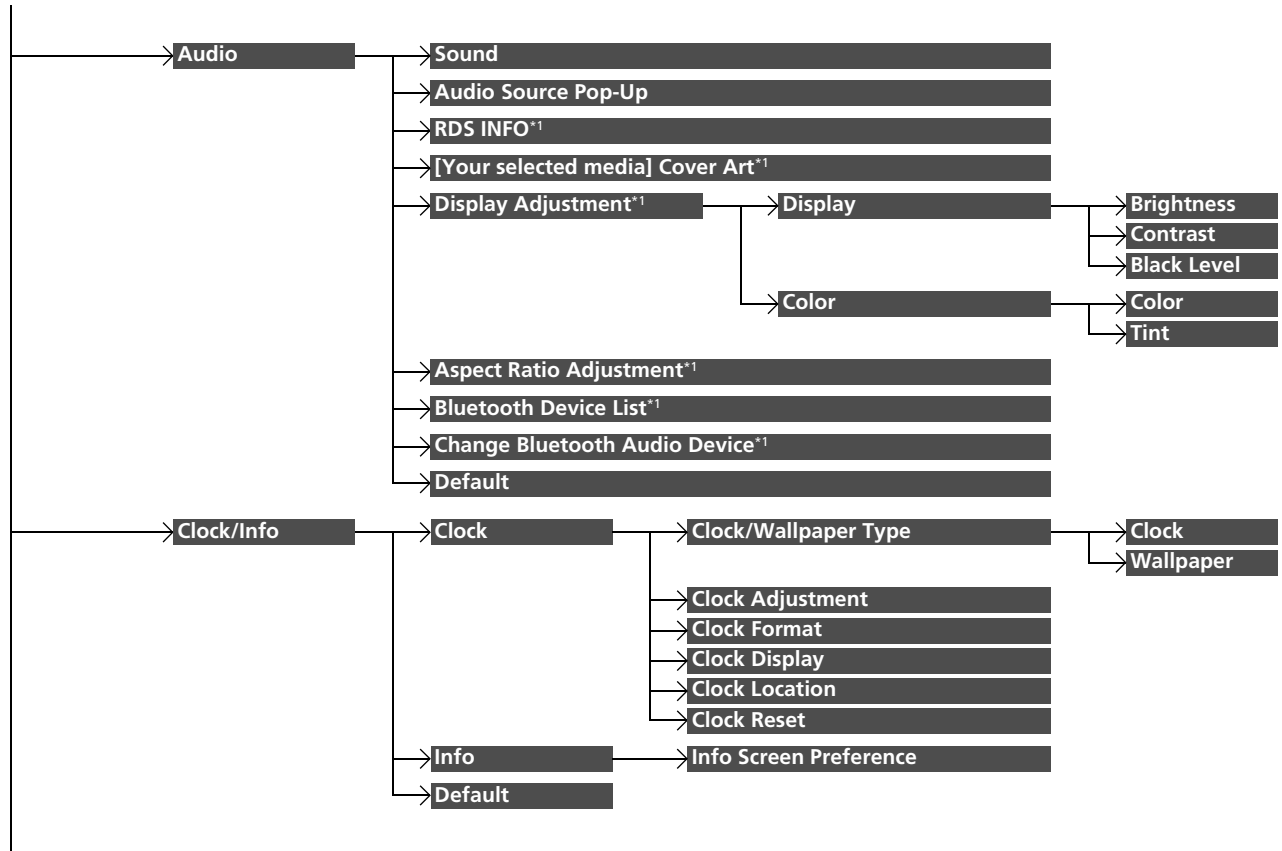 Audio
Sound
Audio Source Pop-Up
RDS INFO*1
[Your selected media] Cover Art*1
Display Adjustment*1
Display
Brightness
Contrast
Black Level
Color
Color
Tint
Aspect Ratio Adjustment*1
Bluetooth Device List*1
Change Bluetooth Audio Device*1
Default
Clock/Info
Clock
Clock/Wallpaper Type
Clock
Wallpaper
Clock Adjustment
Clock Format
Clock Display
Clock Location
Clock Reset
Info
Info Screen Preference
Default